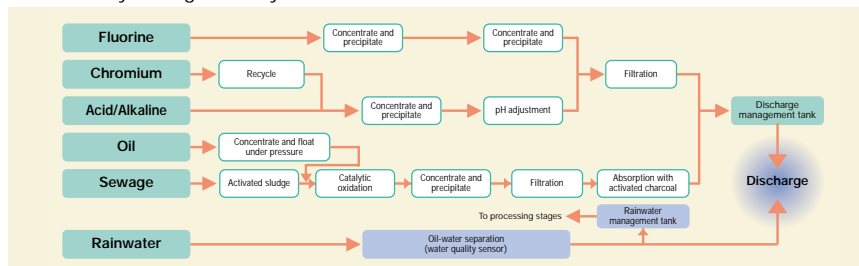 Fluorine
Concentrate and
precipitate
Concentrate and
precipitate
Chromium
Recycle
Filtration
Acid/Alkaline
Concentrate and
precipitate
pH adjustment
Discharge
management tank
Oil
Concentrate and float
under pressure
Sewage
Activated sludge
Catalytic
oxidation
Concentrate and
precipitate
Filtration
Absorption with
activated charcoal
Discharge
To processing stages
Rainwater
management tank
Rainwater
Oil-water separation
(water quality sensor)